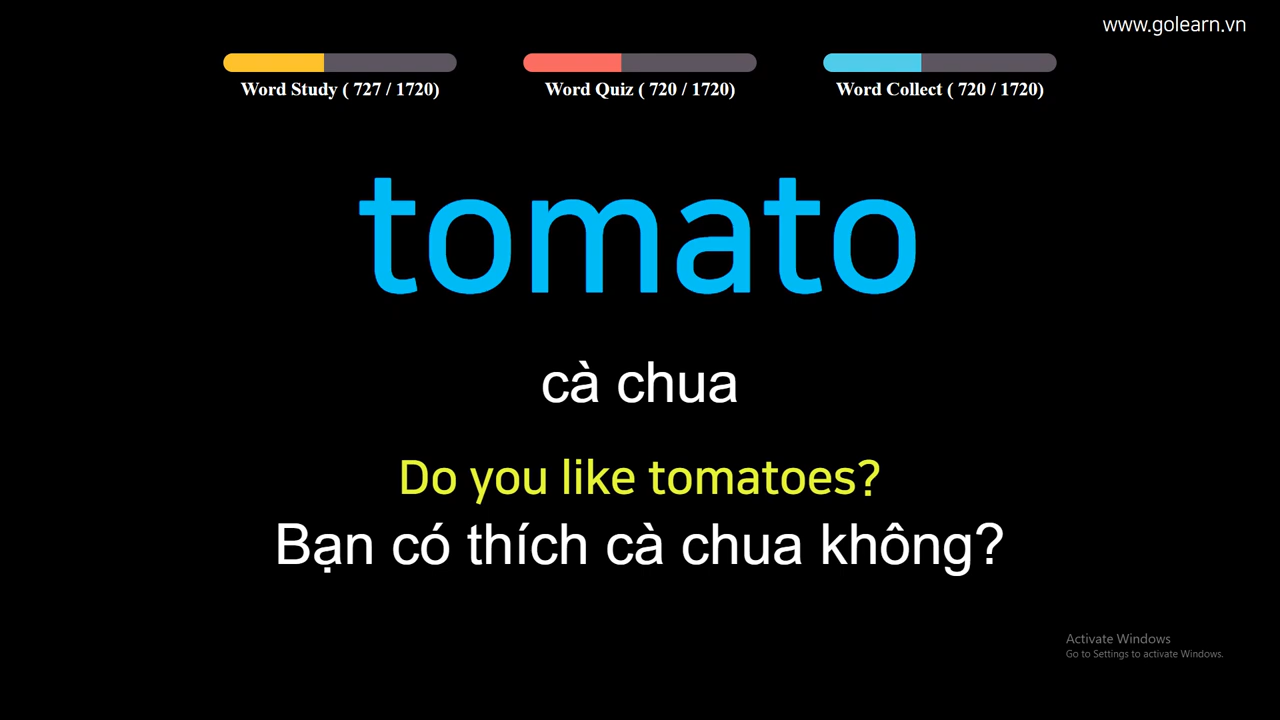 www.golearn.vn
Word Study ( 727 / 1720)
Word Quiz ( 720 / 1720)
Word Collect ( 720 / 1720)
tomato
cà chua
Do you like tomatoes?
Bạn có thích cà chua không?
Activate Windows
Go to Settings to activate Windows.